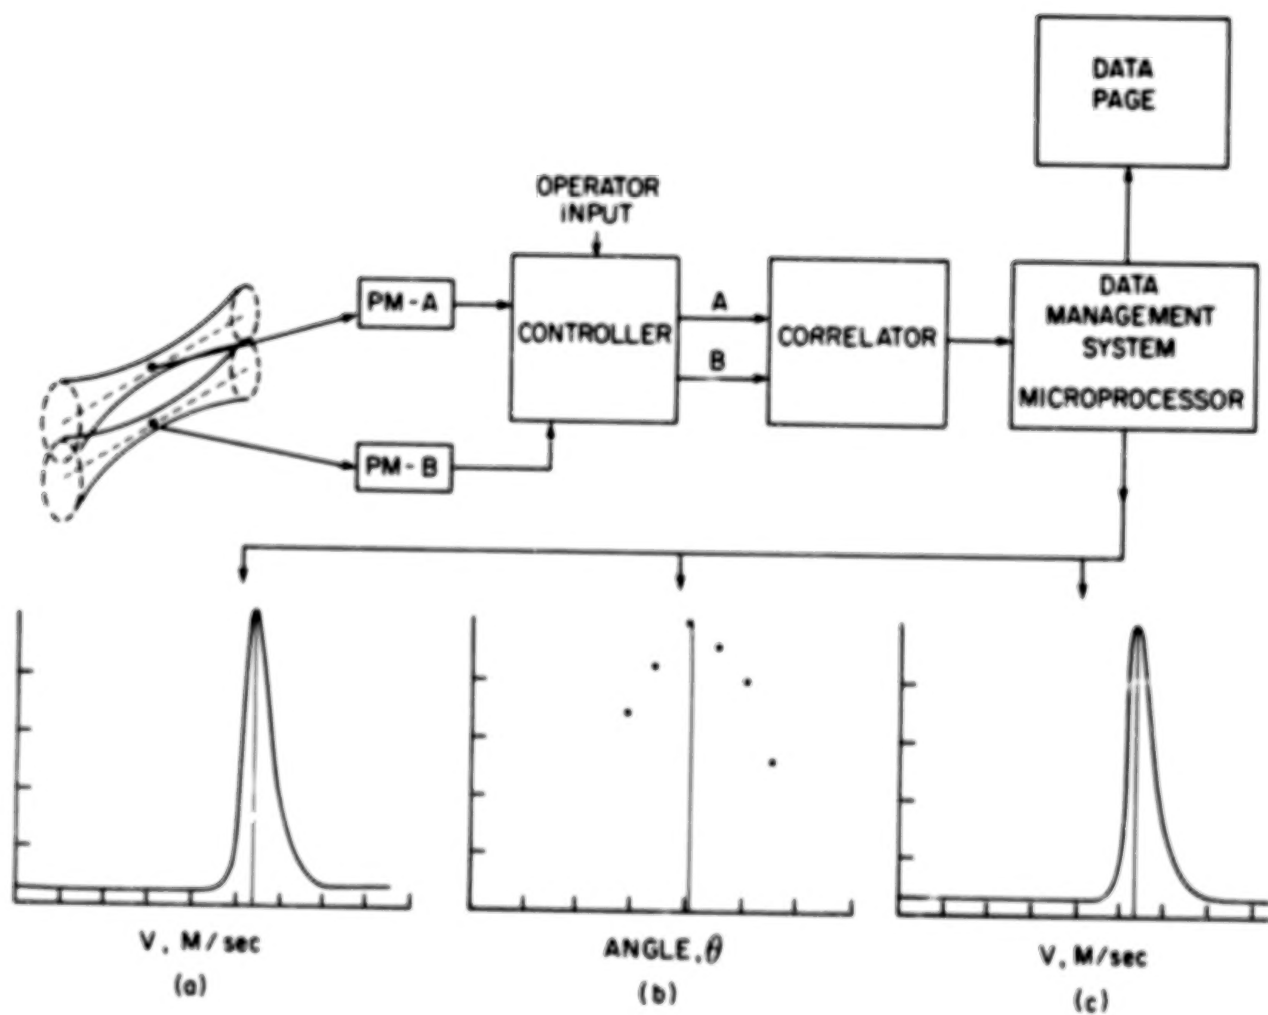 DATA
PAGE
OPERATOR
INPUT
PM-A
CONTROLLER
A
B
CORRELATOR
DATA
MANAGEMENT
SYSTEM
MICROPROCESSOR
PM-B
V, M/sec
(a)
ANGLE, θ
(b)
V, M/sec
(c)